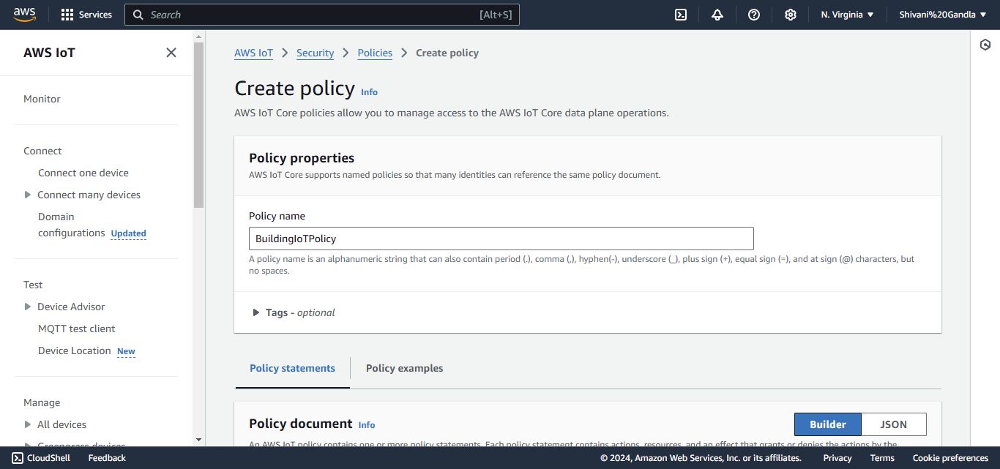 aws
Services
Search [Alt+S]
N. Virginia
Shivani%20Gandla
AWS IoT
Monitor
Connect
Connect one device
Connect many devices
Domain
configurations Updated
Test
Device Advisor
MQTT test client
Device Location New
Manage
All devices
Greengrass devices
AWS IoT > Security > Policies > Create policy
Create policy Info
AWS IoT Core policies allow you to manage access to the AWS IoT Core data plane operations.
Policy properties
AWS IoT Core supports named policies so that many identities can reference the same policy document.
Policy name
BuildingIoTPolicy
A policy name is an alphanumeric string that can also contain period (.), comma (,), hyphen(-), underscore (_), plus sign (+), equal sign (=), and at sign (@) characters, but
no spaces.
Tags - optional
Policy statements
Policy examples
Policy document Info
Builder
JSON
An AWS IoT policy contains one or more policy statements. Each policy statement contains actions, resources, and an effect that grants or denies the actions by the
CloudShell
Feedback
© 2024, Amazon Web Services, Inc. or its affiliates.
Privacy
Terms
Cookie preferences